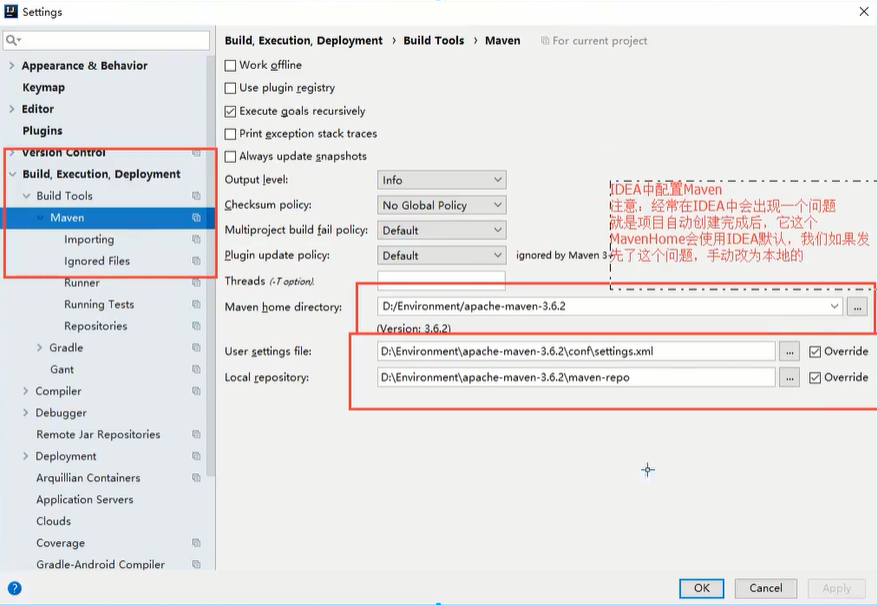 Settings
Build, Execution, Deployment › Build Tools › Maven For current project
Appearance & Behavior
Keymap
Editor
Plugins
Version Control
Build, Execution, Deployment
Build Tools
Maven
Importing
Ignored Files
Runner
Running Tests
Repositories
Gradle
Gant
Compiler
Debugger
Remote Jar Repositories
Deployment
Arquillian Containers
Application Servers
Clouds
Coverage
Gradle-Android Compiler
Work offline
Use plugin registry
Execute goals recursively
Print exception stack traces
Always update snapshots
Output level: Info
Checksum policy: No Global Policy
Multiproject build fail policy: Default
Plugin update policy: Default ignored by Maven 3+
Threads (-T option)
Maven home directory: D:/Environment/apache-maven-3.6.2 ...
(Version: 3.6.2)
User settings file: D:\Environment\apache-maven-3.6.2\conf\settings.xml ... Override
Local repository: D:\Environment\apache-maven-3.6.2\maven-repo ... Override
IDEA中配置Maven
注意：经常在IDEA中会出现一个问题
就是项目自动创建完成后，它这个
MavenHome会使用IDEA默认，我们如果发
先了这个问题，手动改为本地的
? OK Cancel Apply